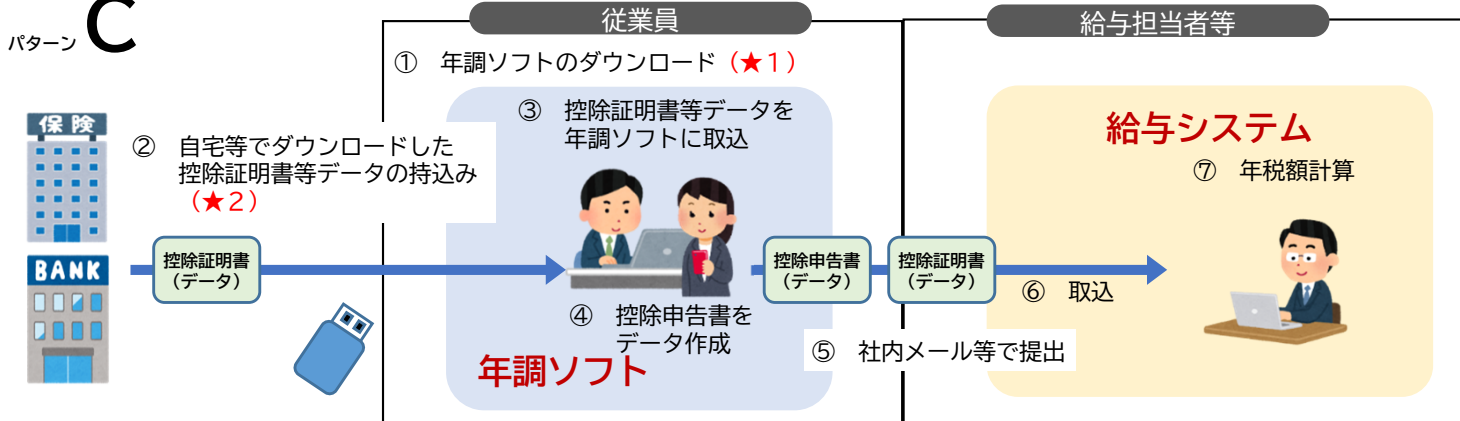 パターン C
従業員
給与担当者等
① 年調ソフトのダウンロード（★１）
保険
② 自宅等でダウンロードした
控除証明書等データの持込み
（★２）
BANK
控除証明書
（データ）
③ 控除証明書等データを
年調ソフトに取込
④ 控除申告書を
データ作成
年調ソフト
控除申告書
（データ）
控除証明書
（データ）
⑤ 社内メール等で提出
⑥ 取込
給与システム
⑦ 年税額計算